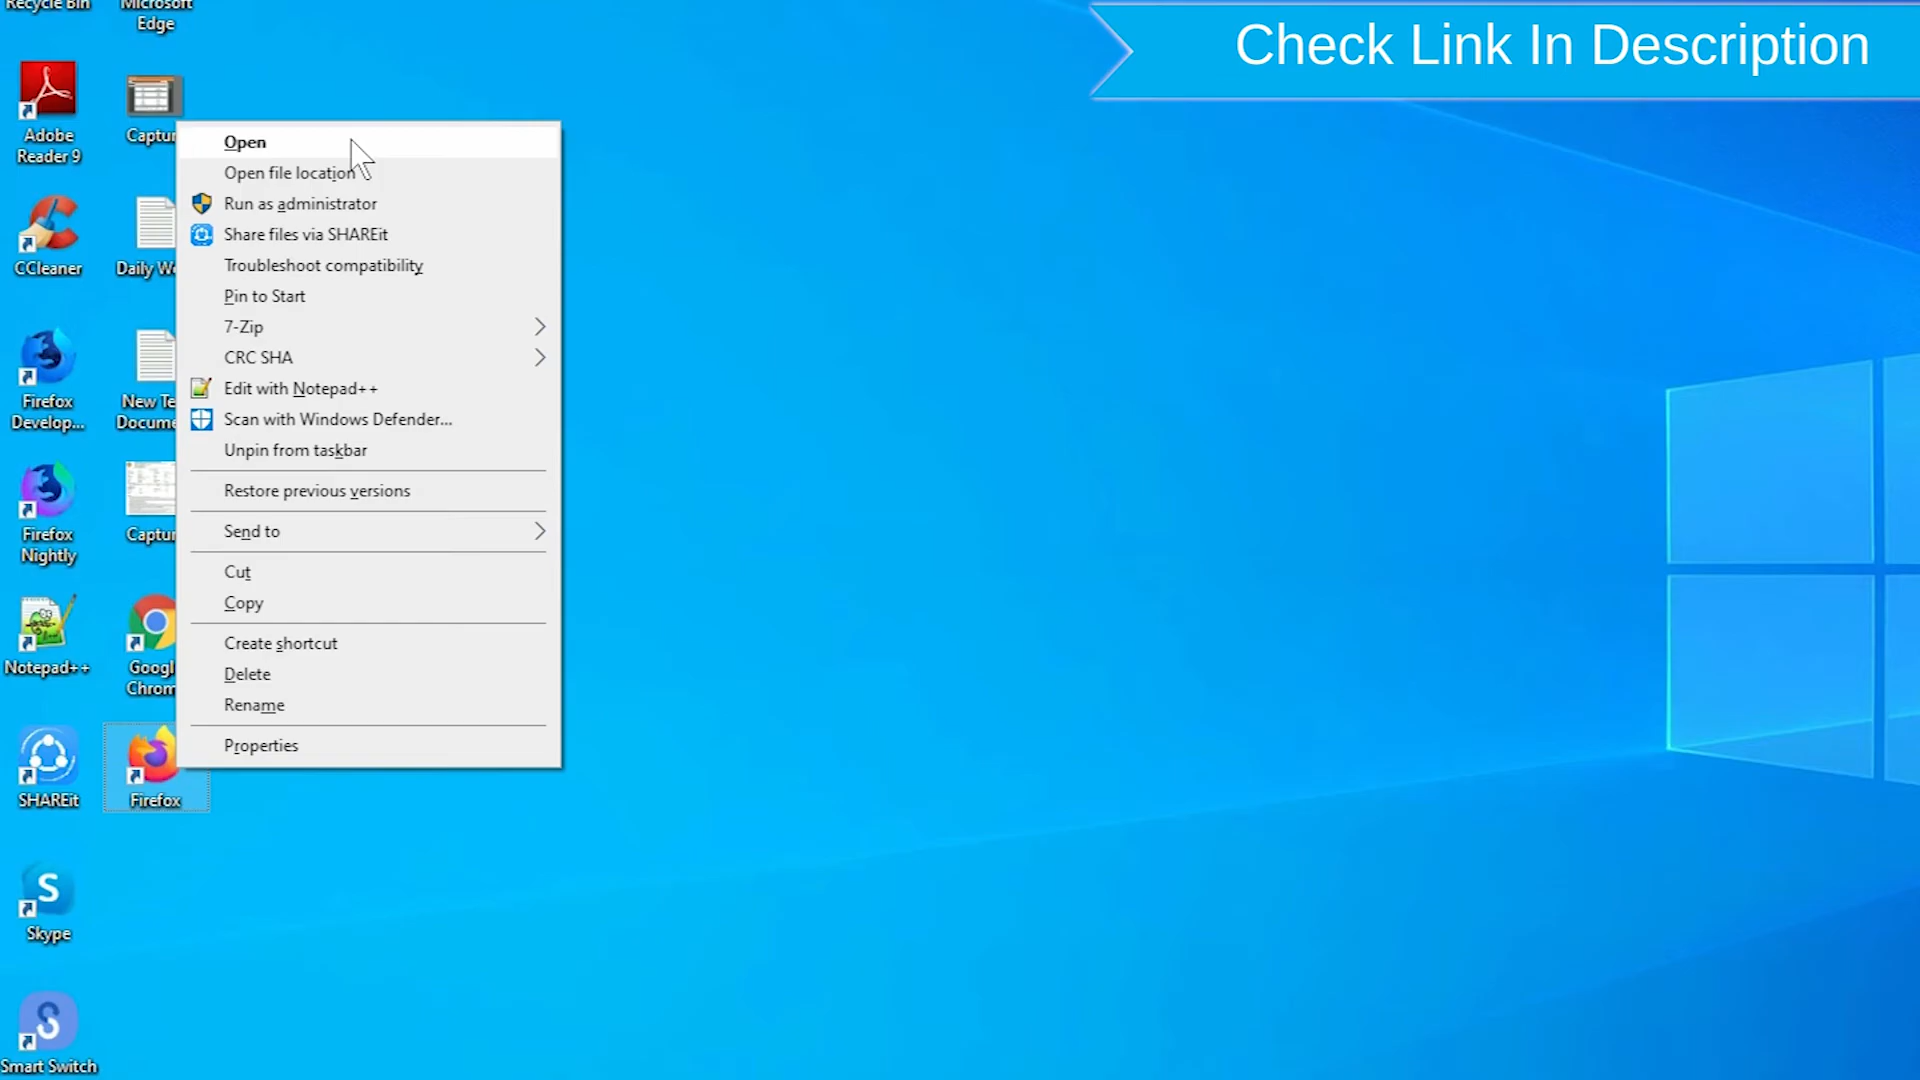 Recycle Bin
Microsoft
Edge
Check Link In Description
Adobe
Reader 9
Captur
CCleaner
Daily Wo
Firefox
Develop...
New Te
Docume
Firefox
Nightly
Captur
Notepad++
Googl
Chrom
SHAREit
Firefox
Skype
Smart Switch
Open
Open file location
Run as administrator
Share files via SHAREit
Troubleshoot compatibility
Pin to Start
7-Zip
CRC SHA
Edit with Notepad++
Scan with Windows Defender...
Unpin from taskbar
Restore previous versions
Send to
Cut
Copy
Create shortcut
Delete
Rename
Properties